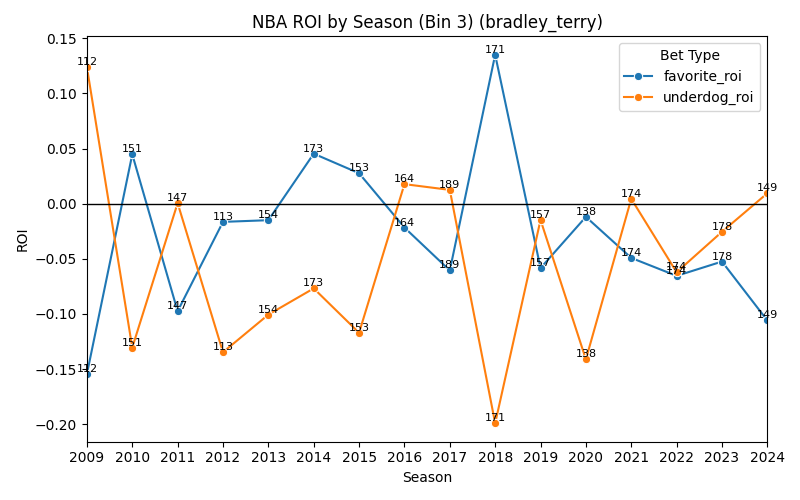 NBA ROI by Season (Bin 3) (bradley_terry)
Bet Type
favorite_roi
underdog_roi
ROI
0.15
0.10
0.05
0.00
−0.05
−0.10
−0.15
−0.20
112 151 147 113 154 173 153 164 189 171 157 138 174 174 178 149
112 151 147 113 154 173 153 164 189 171 157 138 174 174 178 149
2009 2010 2011 2012 2013 2014 2015 2016 2017 2018 2019 2020 2021 2022 2023 2024
Season